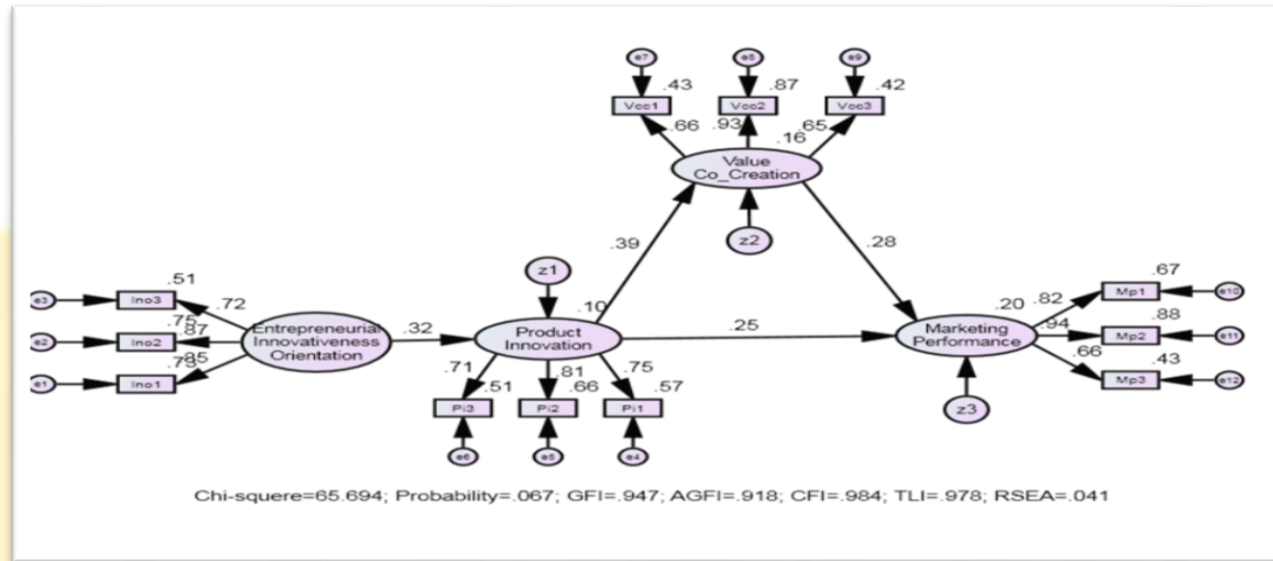 e7
e8
e9
.43
.87
.42
Vcc1
Vcc2
Vcc3
.66
.93
.65
.16
Value
Co_Creation
z2
.39
.28
z1
.10
.51
e3
Ino3
.72
.75
e2
Ino2
.87
.73
.85
e1
Ino1
Entrepreneurial
Innovativeness
Orientation
.32
Product
Innovation
.25
.20
Marketing
Performance
.82
.67
Mp1
e10
.94
.88
Mp2
e11
.66
.43
Mp3
e12
z3
.71
.81
.75
.51
.66
.57
Pi3
Pi2
Pi1
e6
e5
e4
Chi-squere=65.694; Probability=.067; GFI=.947; AGFI=.918; CFI=.984; TLI=.978; RSEA=.041